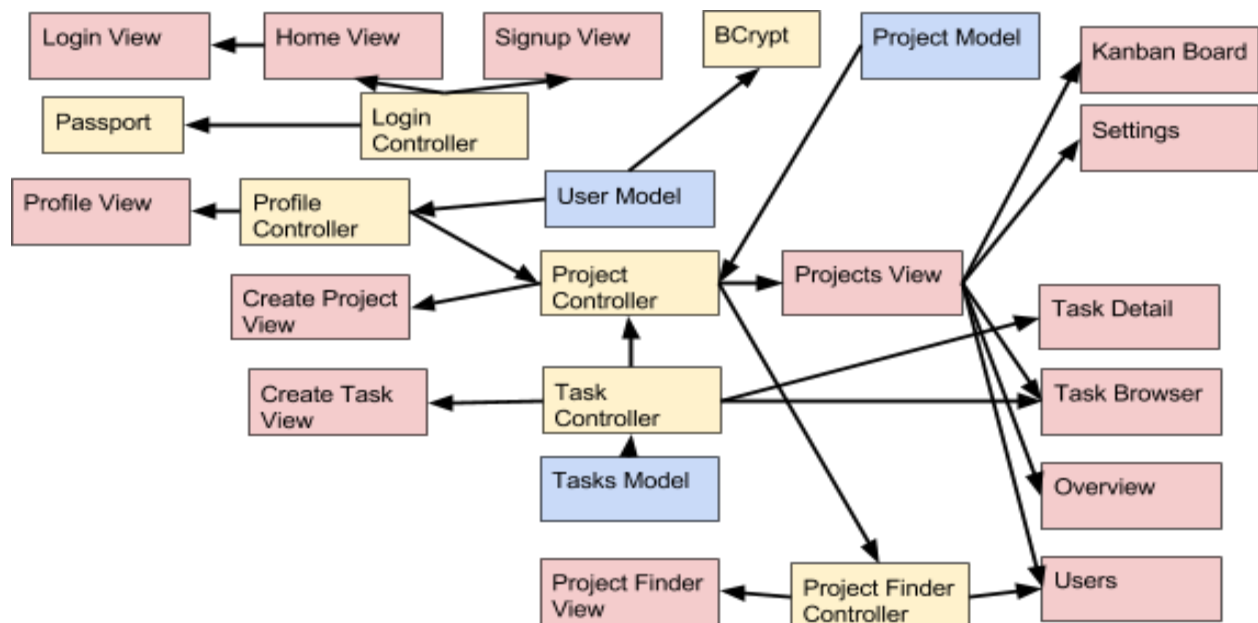 Login View
Home View
Signup View
BCrypt
Project Model
Kanban Board
Passport
Login
Controller
Settings
Profile View
Profile
Controller
User Model
Create Project
View
Project
Controller
Projects View
Task Detail
Create Task
View
Task
Controller
Task Browser
Tasks Model
Overview
Project Finder
View
Project Finder
Controller
Users